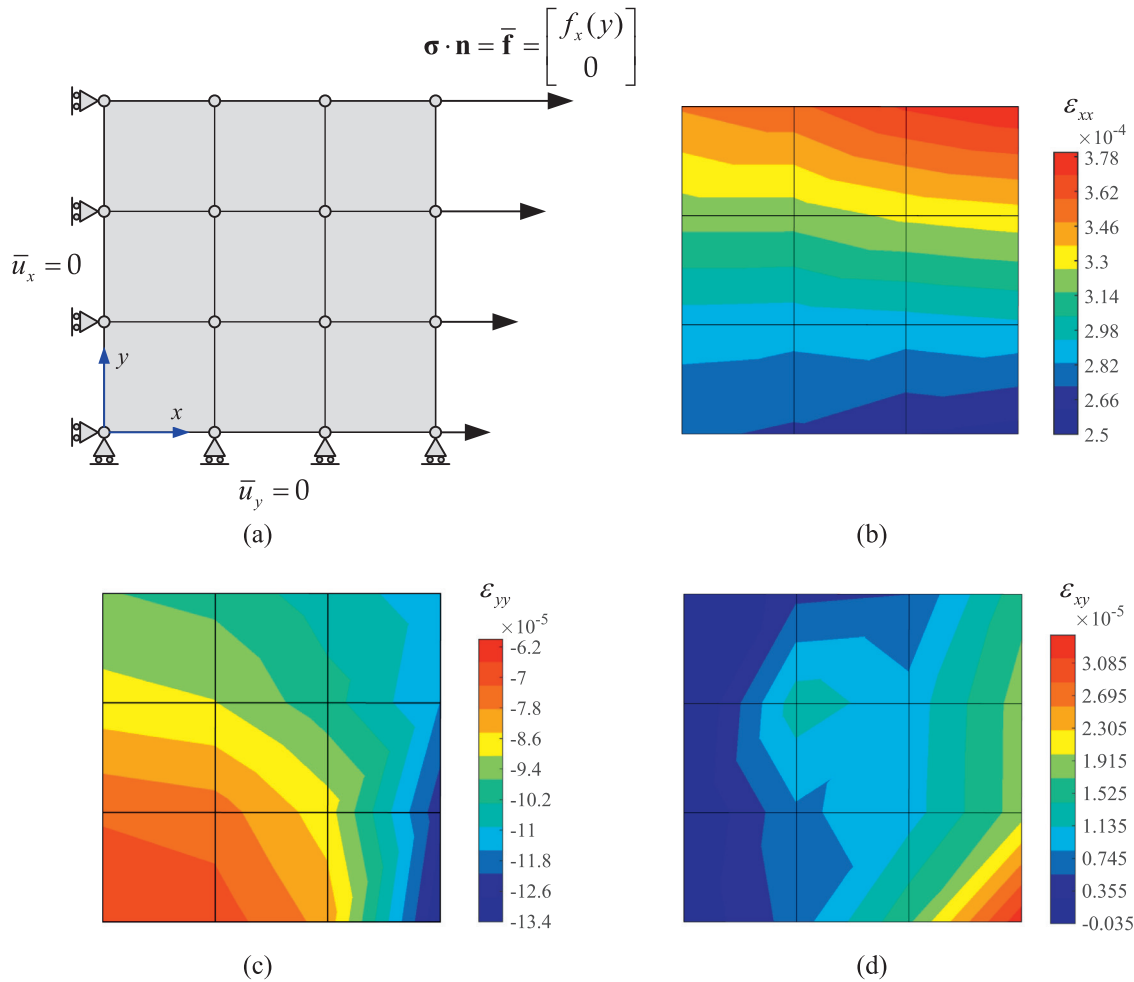 σ · n = f̄ = [ f_x(y) 0 ]
ū_x = 0
y
x
ū_y = 0
(a)
ε_xx
×10⁻⁴
3.78
3.62
3.46
3.3
3.14
2.98
2.82
2.66
2.5
(b)
ε_yy
×10⁻⁵
-6.2
-7
-7.8
-8.6
-9.4
-10.2
-11
-11.8
-12.6
-13.4
(c)
ε_xy
×10⁻⁵
3.085
2.695
2.305
1.915
1.525
1.135
0.745
0.355
-0.035
(d)